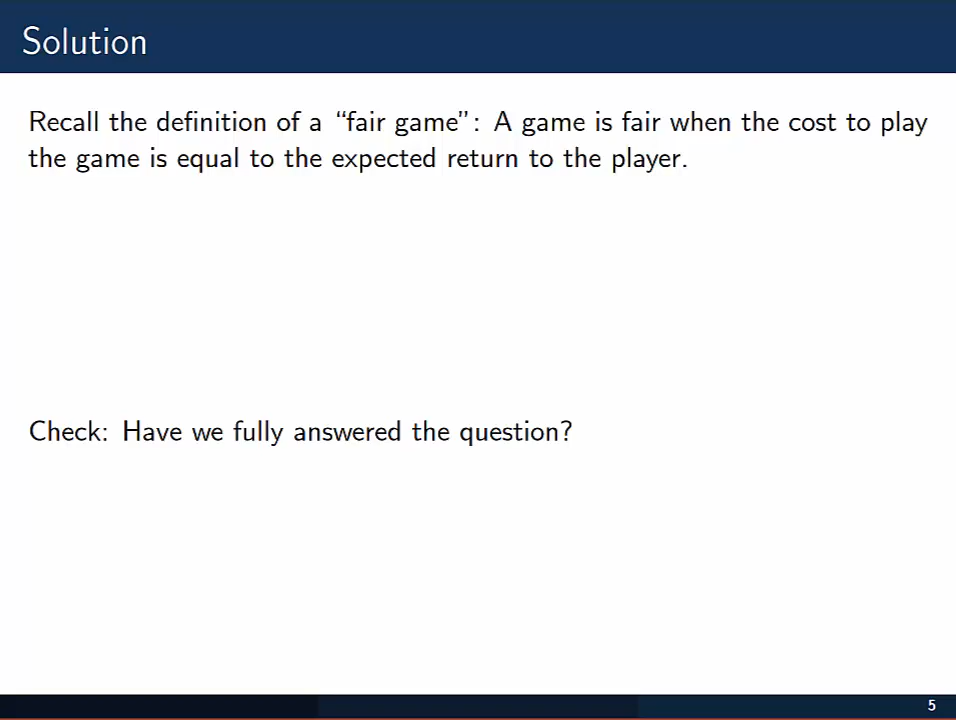 Solution
Recall the definition of a “fair game”: A game is fair when the cost to play
the game is equal to the expected return to the player.
Check: Have we fully answered the question?
5